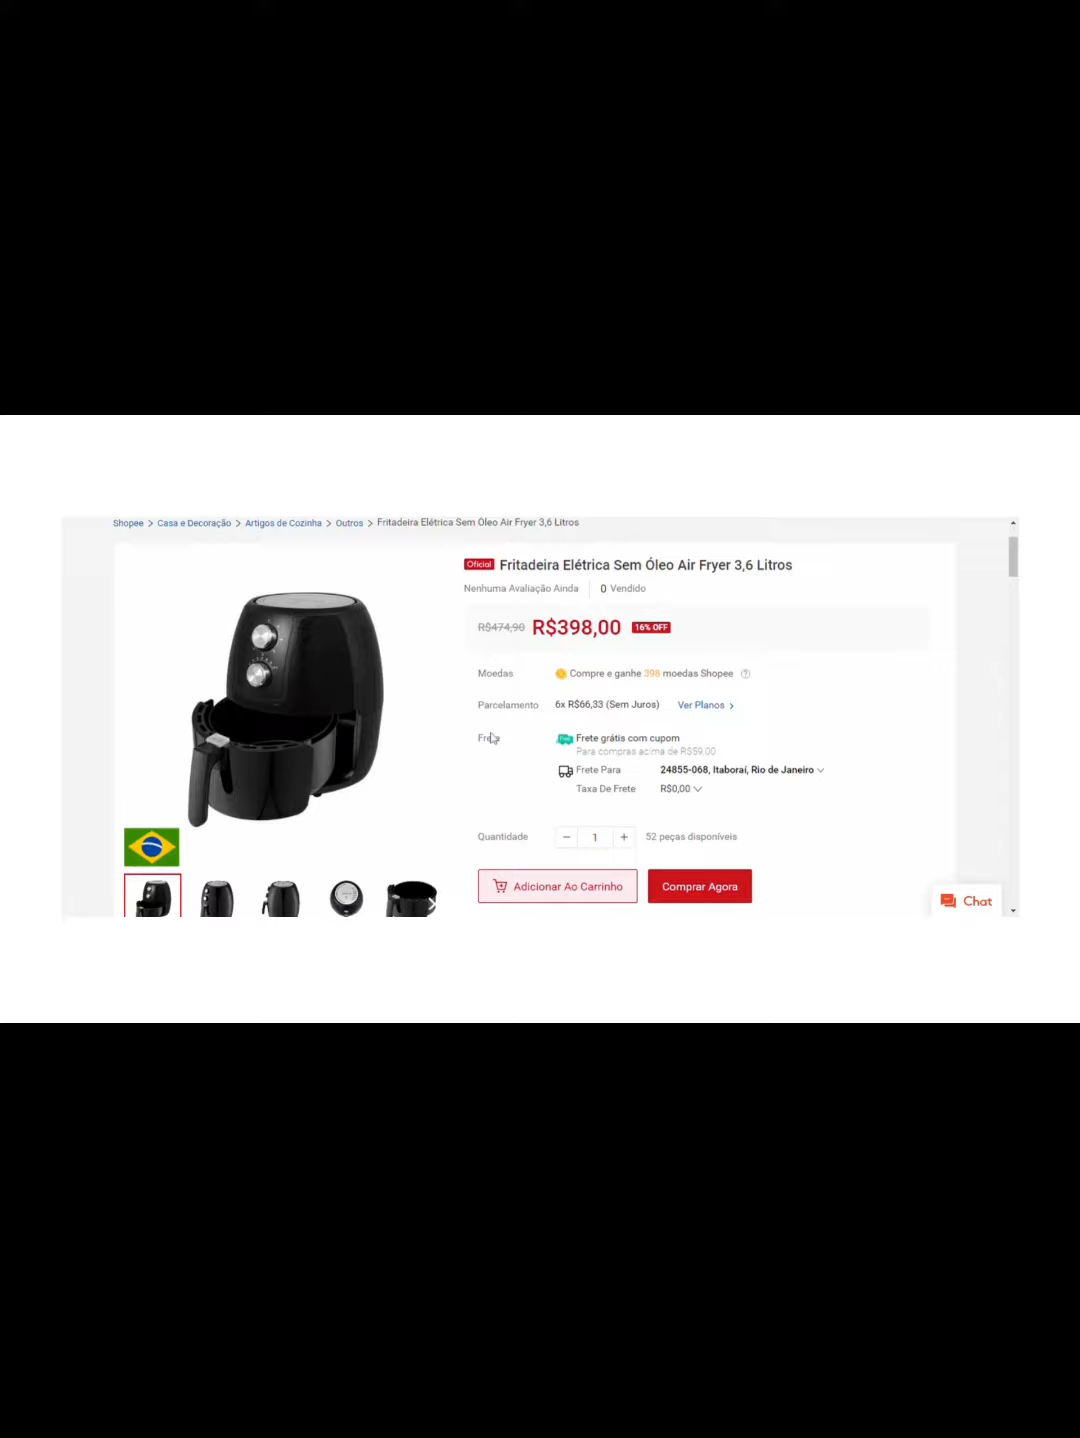 Shopee > Casa e Decoração > Artigos de Cozinha > Outros > Fritadeira Elétrica Sem Óleo Air Fryer 3,6 Litros
Oficial Fritadeira Elétrica Sem Óleo Air Fryer 3,6 Litros
Nenhuma Avaliação Ainda 0 Vendido
R$474,90 R$398,00 16% OFF
Moedas Compre e ganhe 398 moedas Shopee ?
Parcelamento 6x R$66,33 (Sem Juros) Ver Planos >
Frete Frete grátis com cupom
Para compras acima de R$59,00
Frete Para 24855-068, Itaboraí, Rio de Janeiro
Taxa De Frete R$0,00
Quantidade − 1 + 52 peças disponíveis
Adicionar Ao Carrinho Comprar Agora
Chat